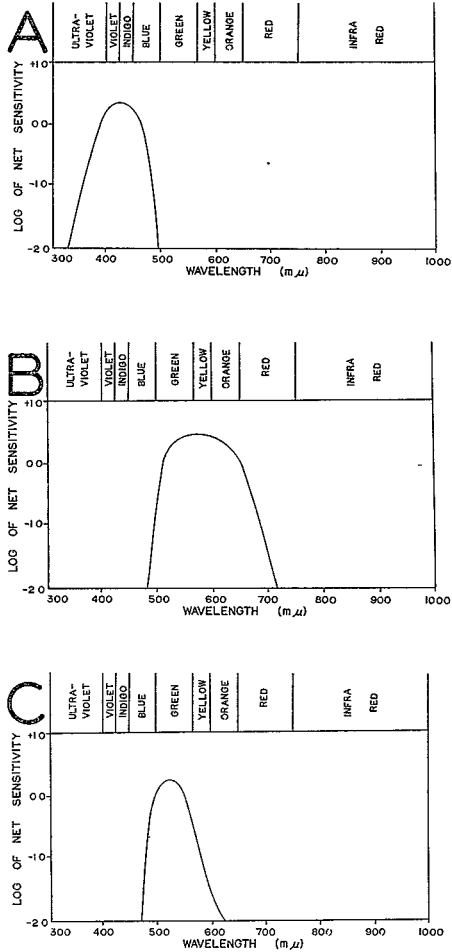 A
ULTRA-
VIOLET
VIOLET
INDIGO
BLUE
GREEN
YELLOW
ORANGE
RED
INFRA
RED
LOG OF NET SENSITIVITY
+1.0
0.0
-1.0
-2.0
300 400 500 600 700 800 900 1000
WAVELENGTH (m,μ)
B
ULTRA-
VIOLET
VIOLET
INDIGO
BLUE
GREEN
YELLOW
ORANGE
RED
INFRA
RED
LOG OF NET SENSITIVITY
+1.0
0.0
-1.0
-2.0
300 400 500 600 700 800 900 1000
WAVELENGTH (m,μ)
C
ULTRA-
VIOLET
VIOLET
INDIGO
BLUE
GREEN
YELLOW
ORANGE
RED
INFRA
RED
LOG OF NET SENSITIVITY
+1.0
0.0
-1.0
-2.0
300 400 500 600 700 800 900 1000
WAVELENGTH (m,μ)